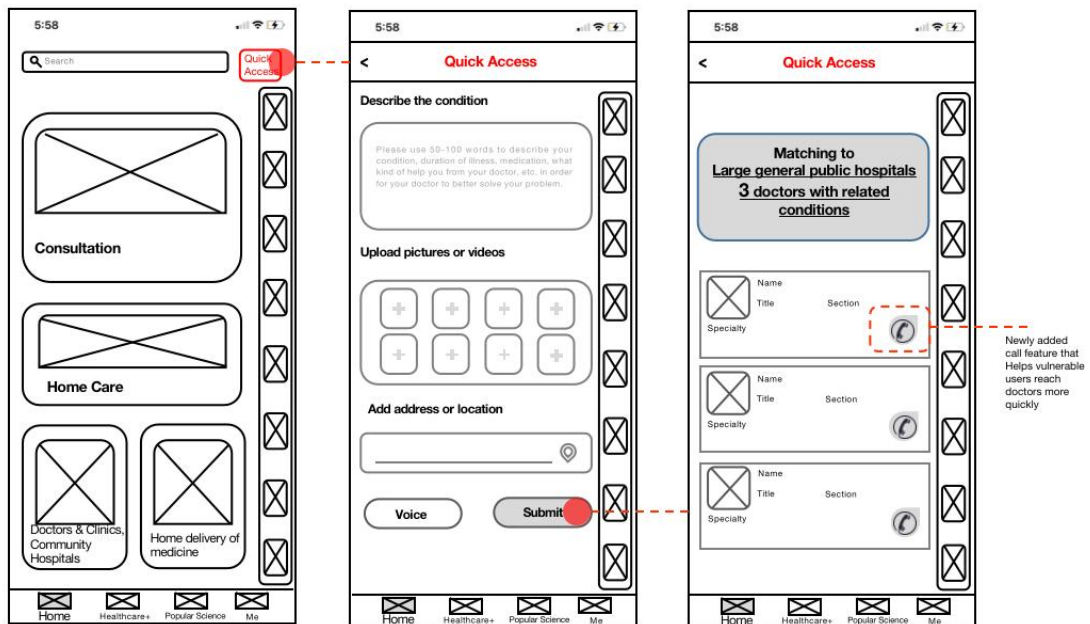 5:58
Search
Quick
Access
Consultation
Home Care
Doctors & Clinics,
Community
Hospitals
Home delivery of
medicine
Home
Healthcare+
Popular Science
Me
5:58
<
Quick Access
Describe the condition
Please use 50-100 words to describe your
condition, duration of illness, medication, what
kind of help you from your doctor, etc. in order
for your doctor to better solve your problem.
Upload pictures or videos
Add address or location
Voice
Submit
Home
Healthcare+
Popular Science
Me
5:58
<
Quick Access
Matching to
Large general public hospitals
3 doctors with related
conditions
Name
Title
Section
Specialty
Name
Title
Section
Specialty
Name
Title
Section
Specialty
Home
Healthcare+
Popular Science
Me
Newly added
call feature that
Helps vulnerable
users reach
doctors more
quickly